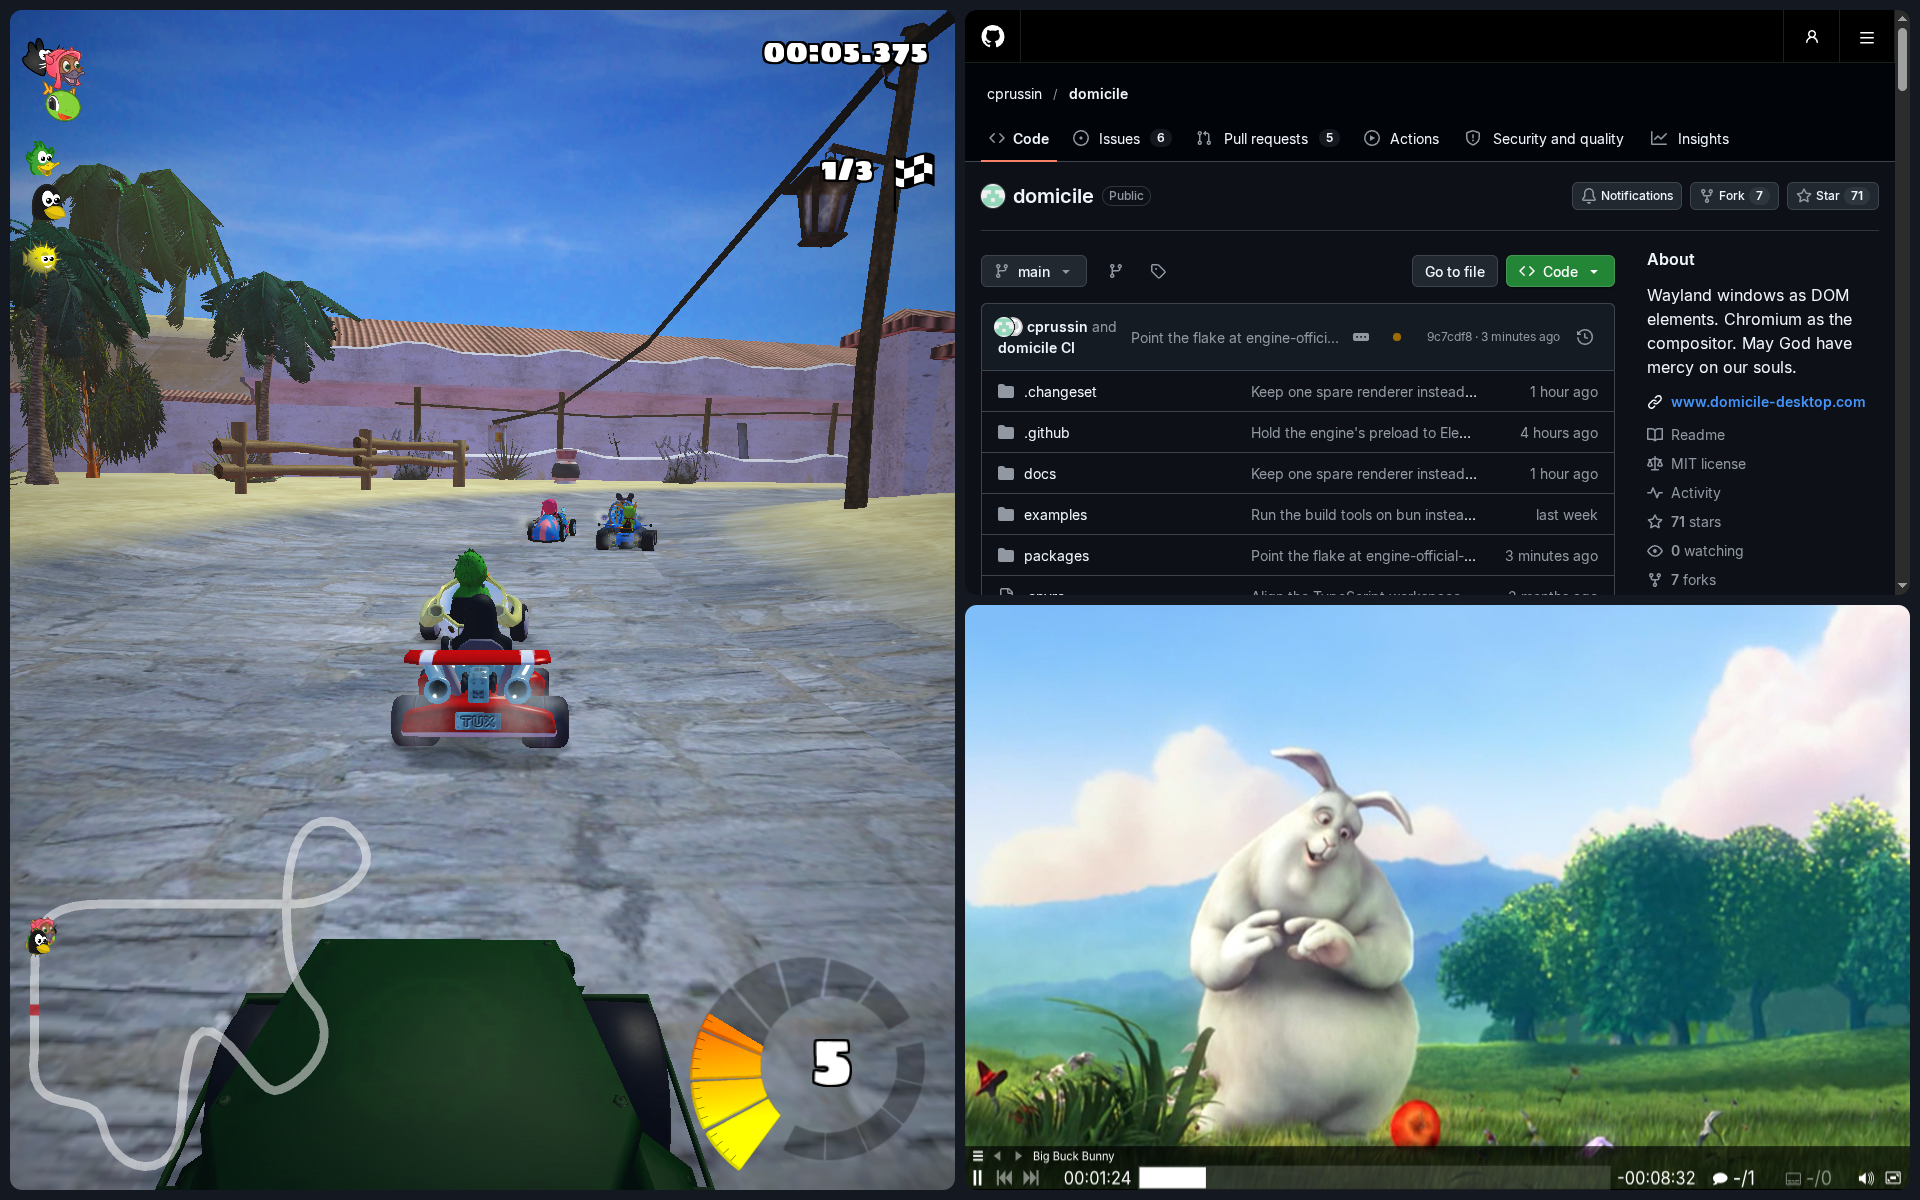 00:05.375
1/3
TUX
5
cprussin / domicile
Code
Issues 6
Pull requests 5
Actions
Security and quality
Insights
domicile Public
Notifications
Fork 7
Star 71
main
Go to file
Code
cprussin and
domicile CI
Point the flake at engine-offici...
9c7cdf8 · 3 minutes ago
.changeset Keep one spare renderer instead... 1 hour ago
.github Hold the engine's preload to Ele... 4 hours ago
docs Keep one spare renderer instead... 1 hour ago
examples Run the build tools on bun instea... last week
packages Point the flake at engine-official-... 3 minutes ago
About
Wayland windows as DOM
elements. Chromium as the
compositor. May God have
mercy on our souls.
www.domicile-desktop.com
Readme
MIT license
Activity
71 stars
0 watching
7 forks
Big Buck Bunny
00:01:24
-00:08:32
-/1
-/0